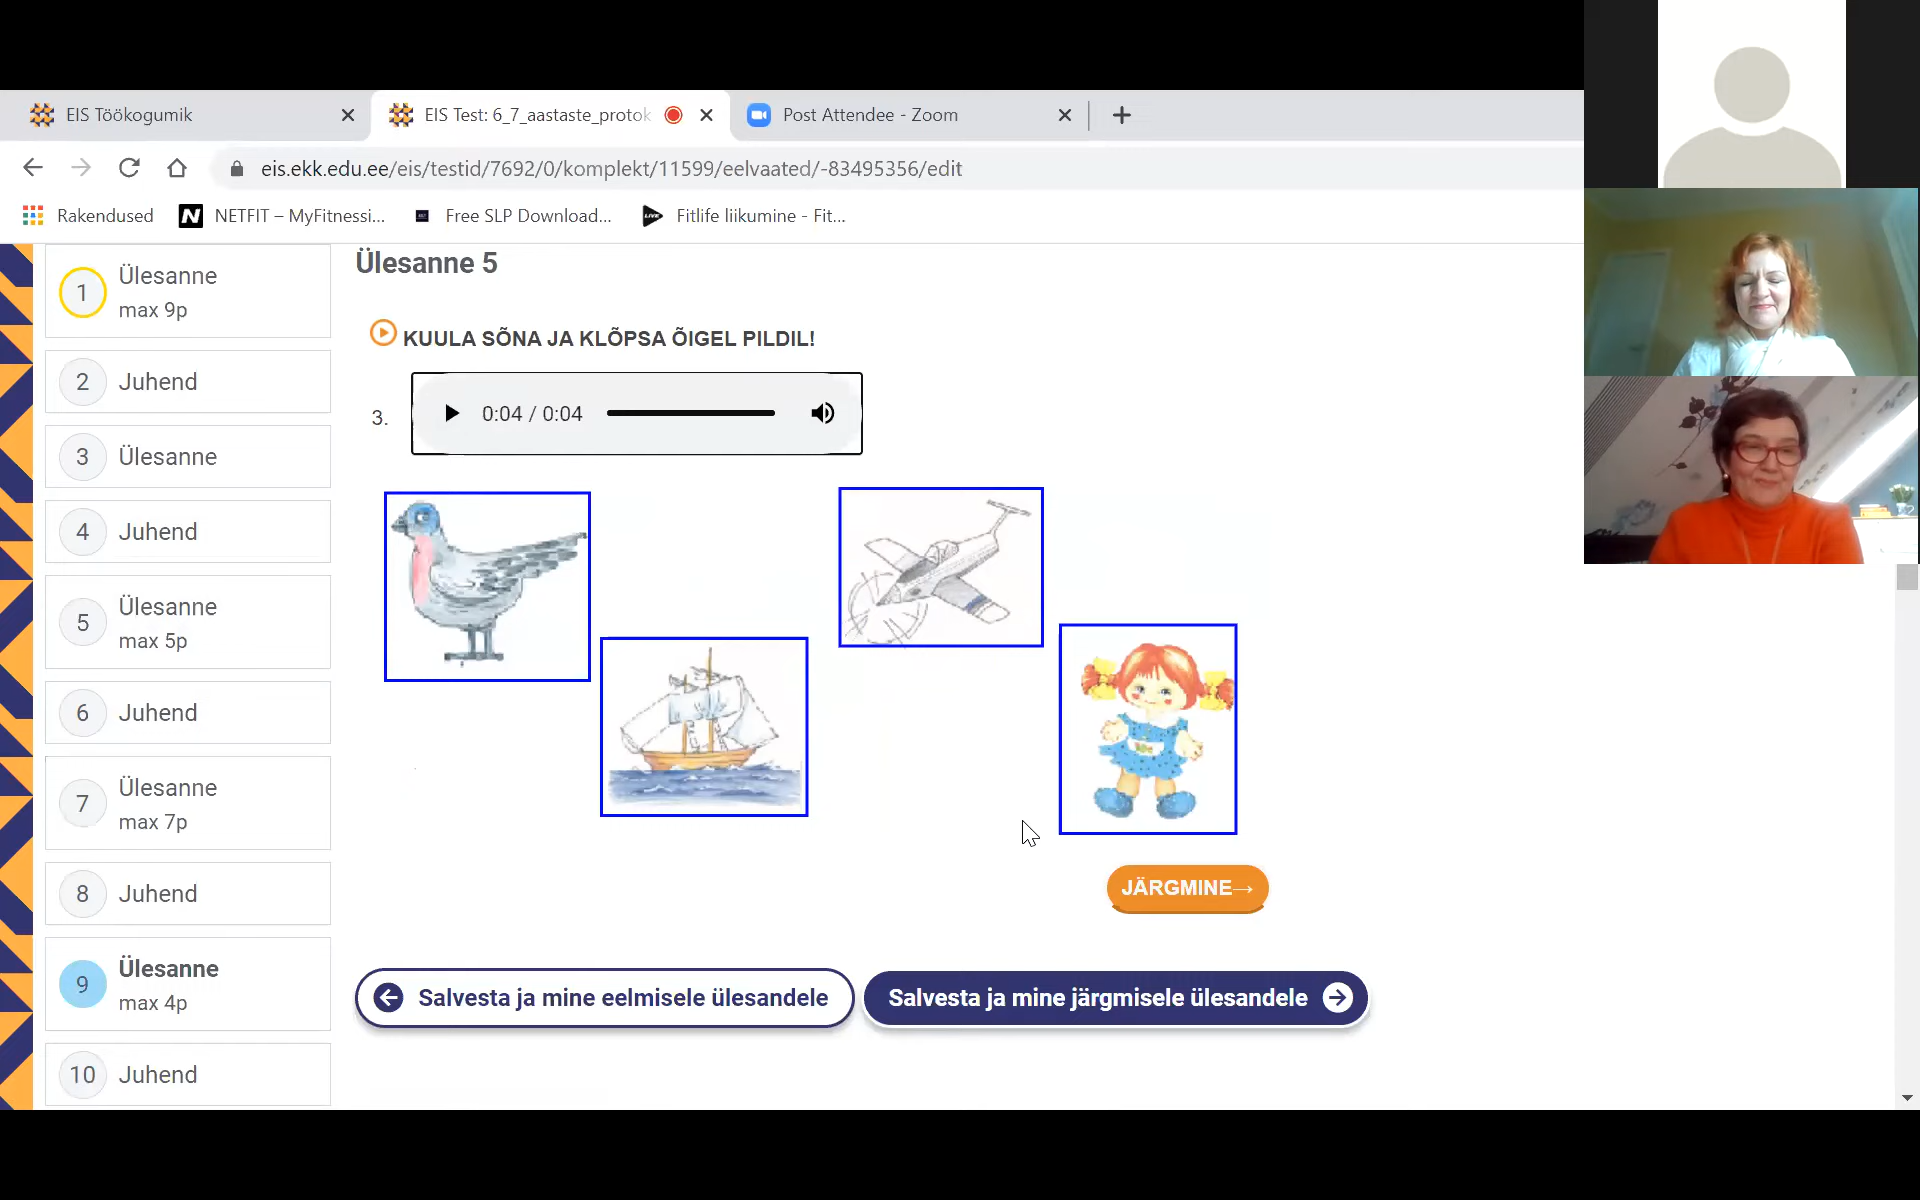 EIS Töökogumik
EIS Test: 6_7_aastaste_protok
Post Attendee - Zoom
eis.ekk.edu.ee/eis/testid/7692/0/komplekt/11599/eelvaated/-83495356/edit
Rakendused
NETFIT – MyFitnessi...
Free SLP Download...
LIVE
Fitlife liikumine - Fit...
1
Ülesanne
max 9p
2
Juhend
3
Ülesanne
4
Juhend
5
Ülesanne
max 5p
6
Juhend
7
Ülesanne
max 7p
8
Juhend
9
Ülesanne
max 4p
10
Juhend
Ülesanne 5
KUULA SÕNA JA KLÕPSA ÕIGEL PILDIL!
3.
0:04 / 0:04
JÄRGMINE→
Salvesta ja mine eelmisele ülesandele
Salvesta ja mine järgmisele ülesandele